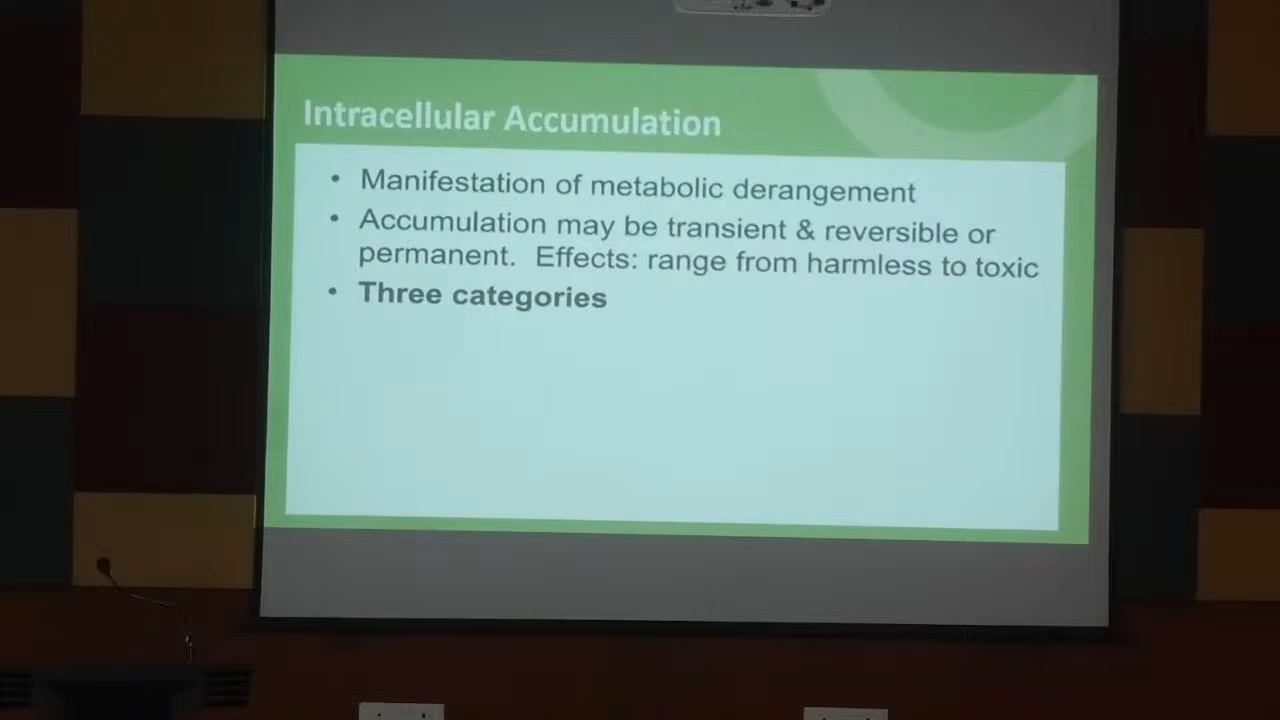 Intracellular Accumulation
• Manifestation of metabolic derangement
• Accumulation may be transient & reversible or
permanent.  Effects: range from harmless to toxic
• Three categories